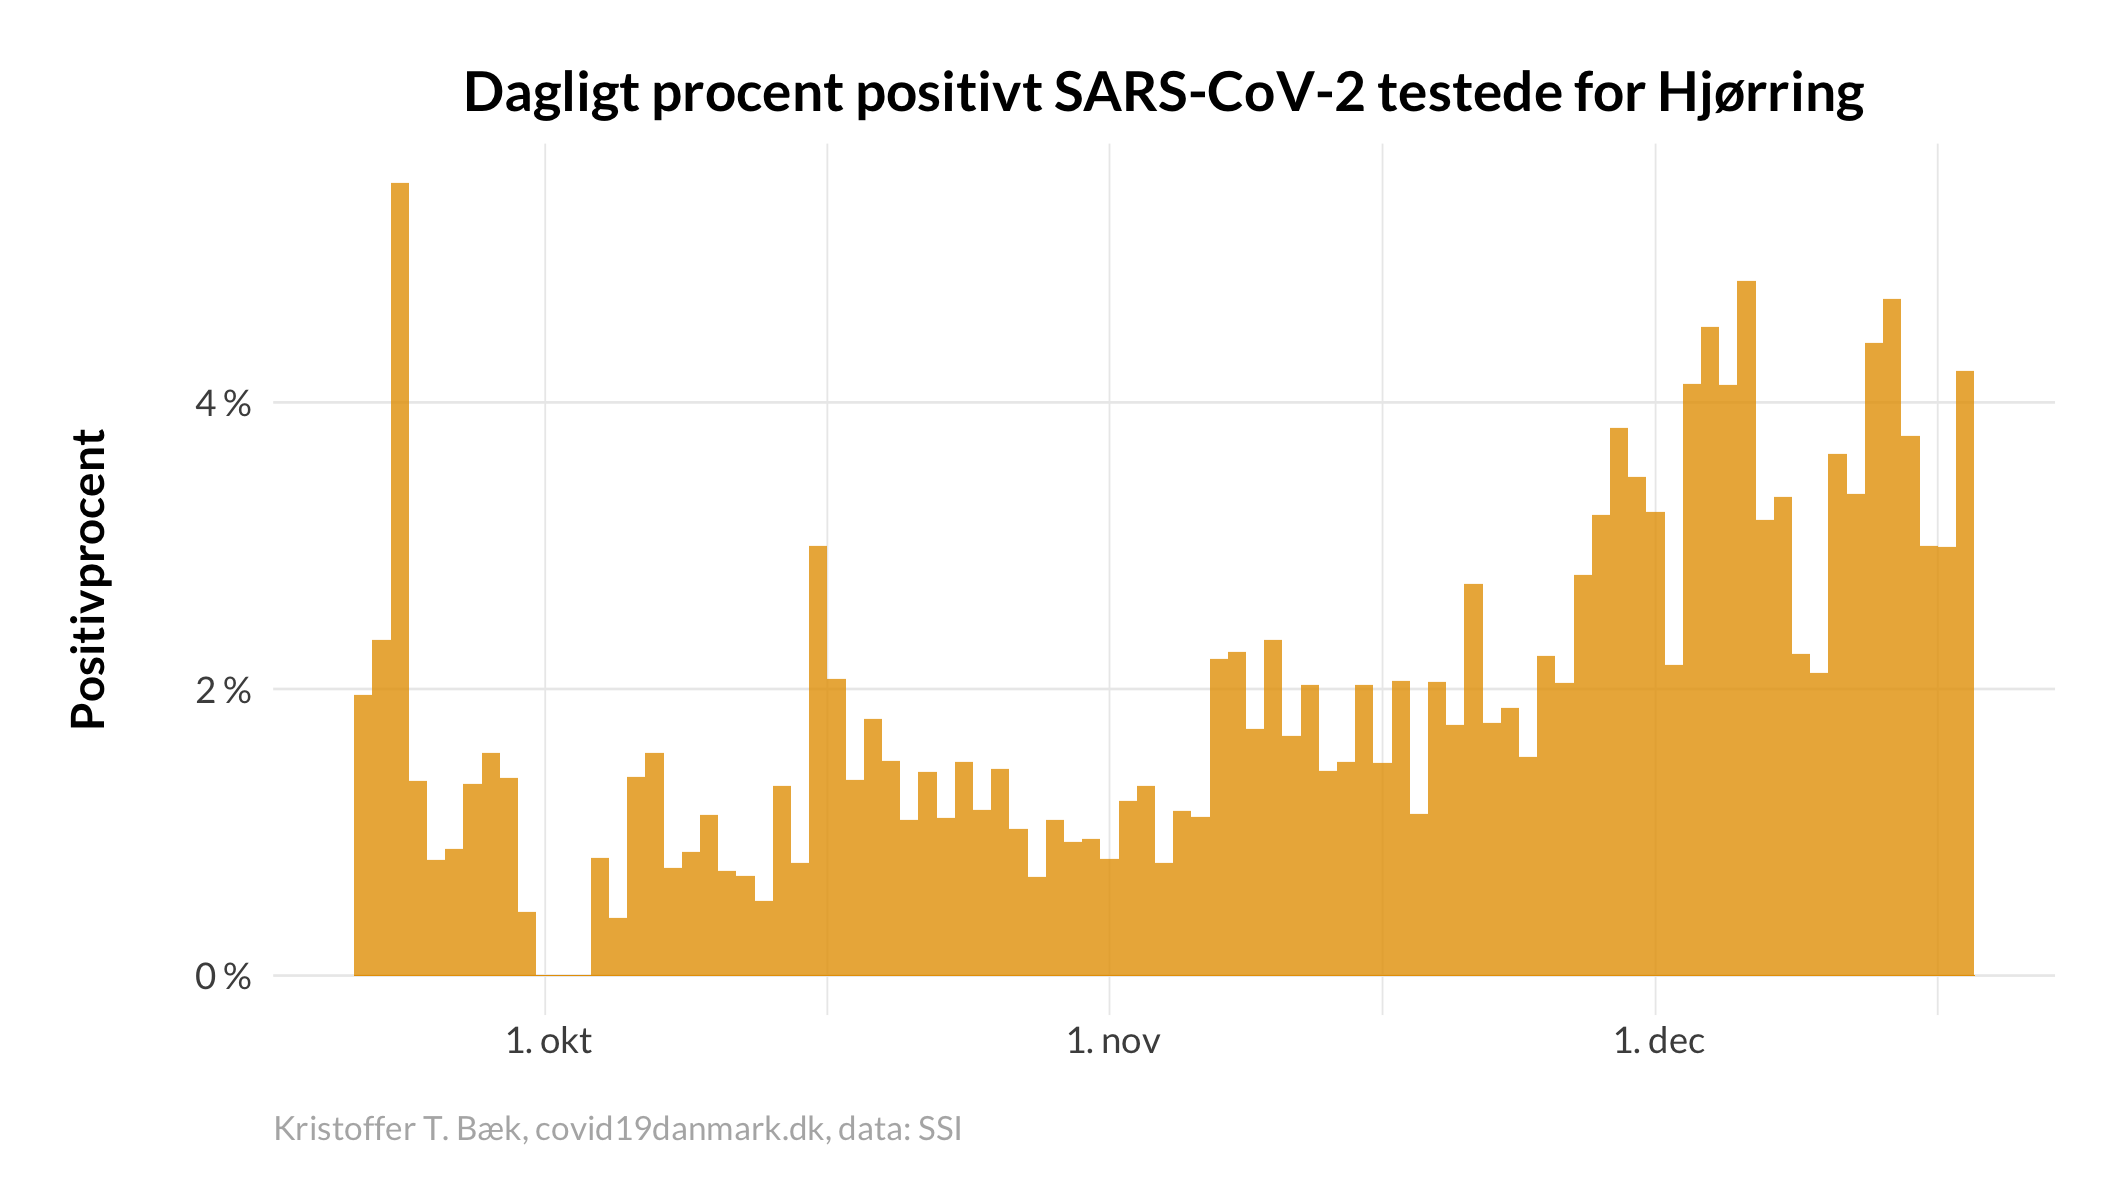 Dagligt procent positivt SARS-CoV-2 testede for Hjørring
Positivprocent
4 %
2 %
0 %
1. okt
1. nov
1. dec
Kristoffer T. Bæk, covid19danmark.dk, data: SSI